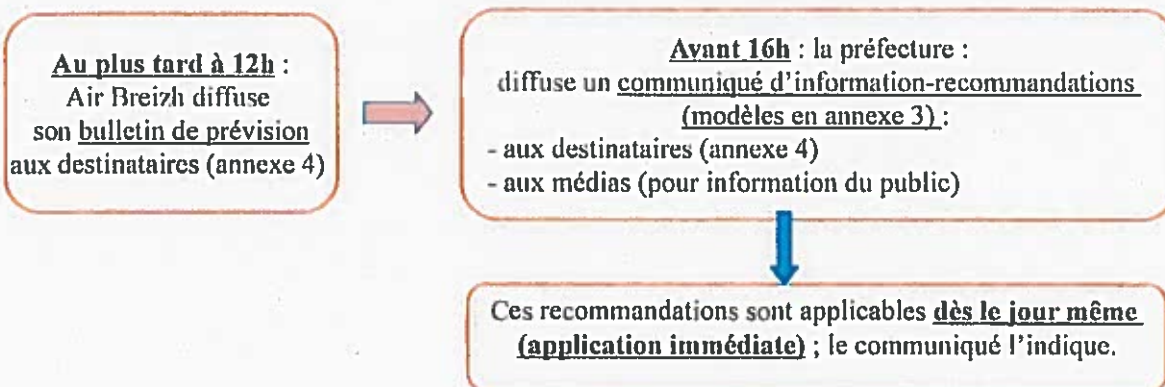 Au plus tard à 12h :
Air Breizh diffuse
son bulletin de prévision
aux destinataires (annexe 4)
Avant 16h : la préfecture :
diffuse un communiqué d'information-recommandations
(modèles en annexe 3) :
- aux destinataires (annexe 4)
- aux médias (pour information du public)
Ces recommandations sont applicables dès le jour même
(application immédiate) ; le communiqué l'indique.